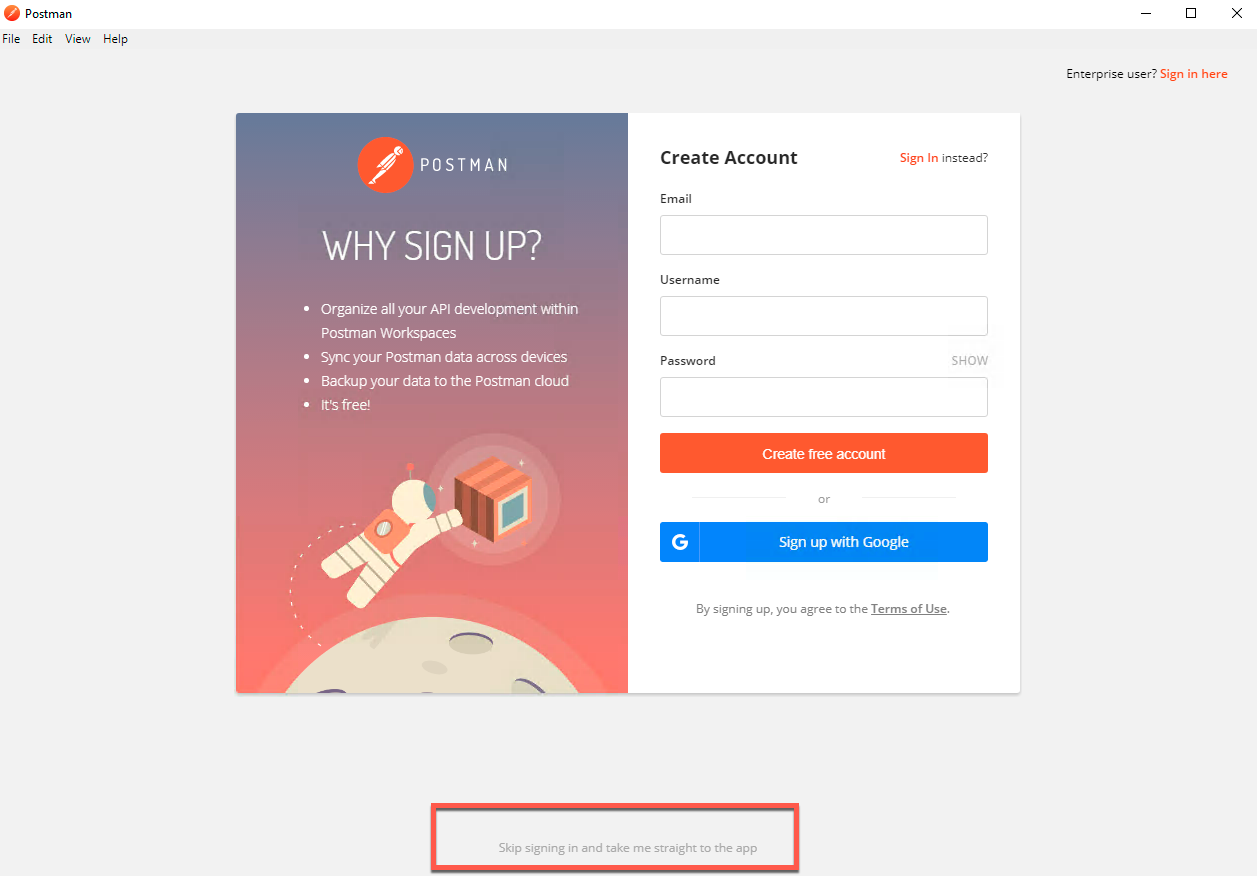 Postman
File Edit View Help
Enterprise user? Sign in here
POSTMAN
WHY SIGN UP?
• Organize all your API development within
Postman Workspaces
• Sync your Postman data across devices
• Backup your data to the Postman cloud
• It's free!
Create Account
Sign In instead?
Email
Username
Password
SHOW
Create free account
or
G
Sign up with Google
By signing up, you agree to the Terms of Use.
Skip signing in and take me straight to the app